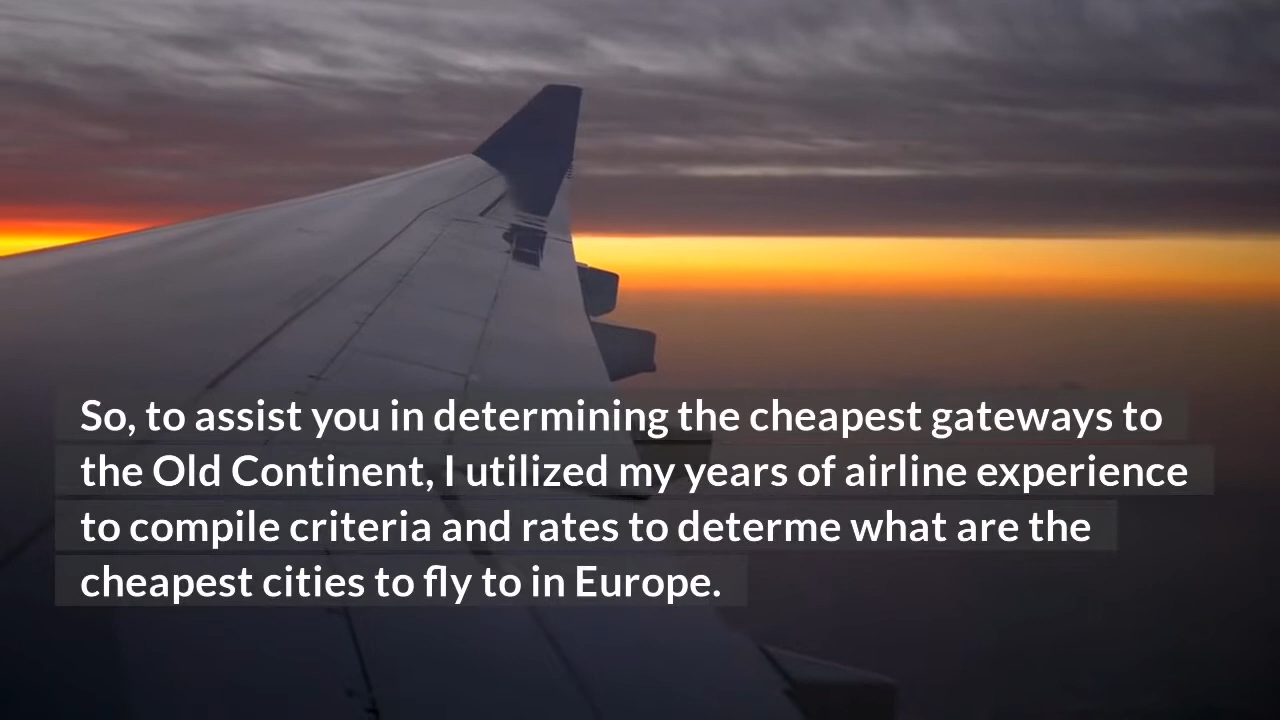 So, to assist you in determining the cheapest gateways to
the Old Continent, I utilized my years of airline experience
to compile criteria and rates to determe what are the
cheapest cities to fly to in Europe.